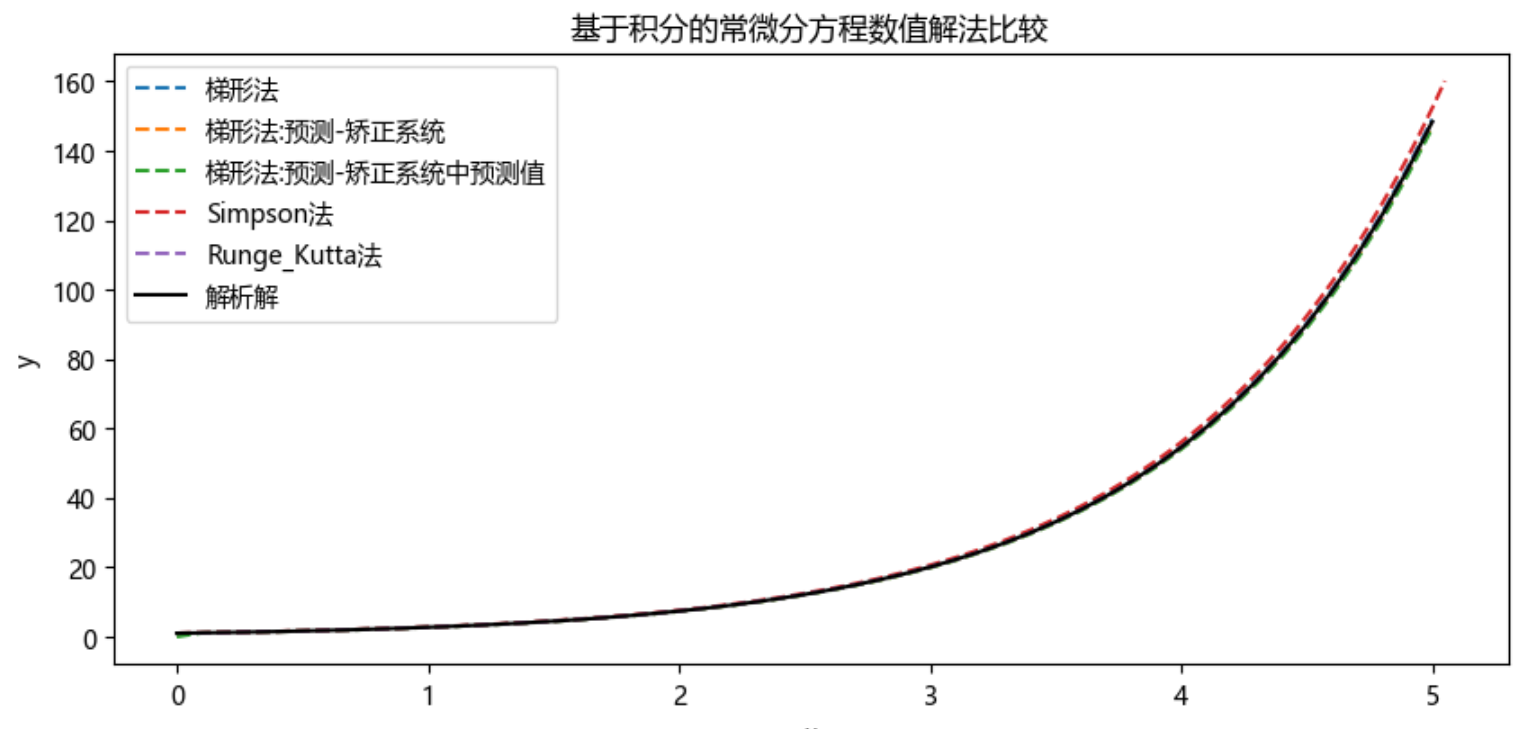 基于积分的常微分方程数值解法比较
梯形法
梯形法:预测-矫正系统
梯形法:预测-矫正系统中预测值
Simpson法
Runge_Kutta法
解析解
y
160
140
120
100
80
60
40
20
0
0 1 2 3 4 5